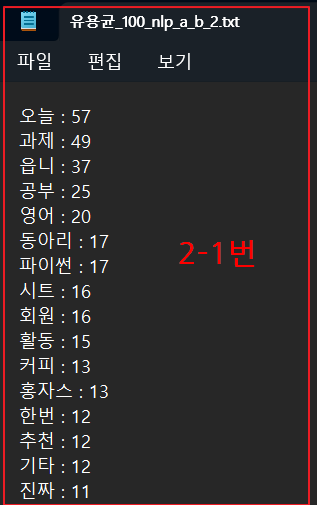 유용균_100_nlp_a_b_2.txt
파일 편집 보기
오늘 : 57
과제 : 49
읍니 : 37
공부 : 25
영어 : 20
동아리 : 17
파이썬 : 17
2-1번
시트 : 16
회원 : 16
활동 : 15
커피 : 13
홍자스 : 13
한번 : 12
추천 : 12
기타 : 12
진짜 : 11